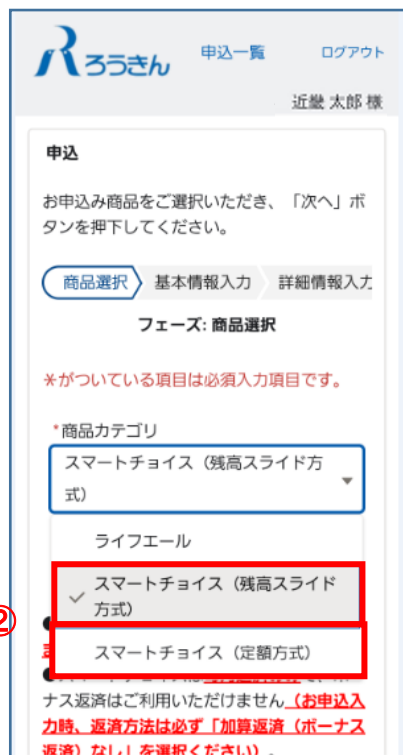 ろうきん
申込一覧
ログアウト
近畿 太郎 様
申込
お申込み商品をご選択いただき、「次へ」ボ
タンを押下してください。
商品選択
基本情報入力
詳細情報入力
フェーズ: 商品選択
*がついている項目は必須入力項目です。
*商品カテゴリ
スマートチョイス（残高スライド方
式）
ライフエール
スマートチョイス（残高スライド
方式）
②
スマートチョイス（定額方式）
ナス返済はご利用いただけません（お申込入
力時、返済方法は必ず「加算返済（ボーナス
返済）なし」を選択ください）。